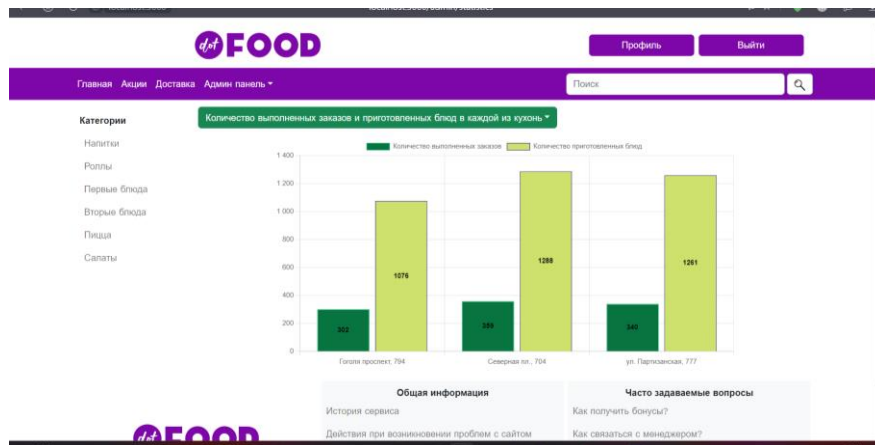 dot FOOD
Профиль
Выйти
Главная Акции Доставка Админ панель
Поиск
Категории
Напитки
Роллы
Первые блюда
Вторые блюда
Пицца
Салаты
Количество выполненных заказов и приготовленных блюд в каждой из кухонь
Количество выполненных заказов Количество приготовленных блюд
1 400
1 200
1 000
800
600
400
200
0
1076
1288
1261
340
Гоголя проспект, 794
Северная пл., 704
ул. Партизанская, 777
Общая информация
История сервиса
Действия при возникновении проблем с сайтом
Часто задаваемые вопросы
Как получить бонусы?
Как связаться с менеджером?
dot FOOD